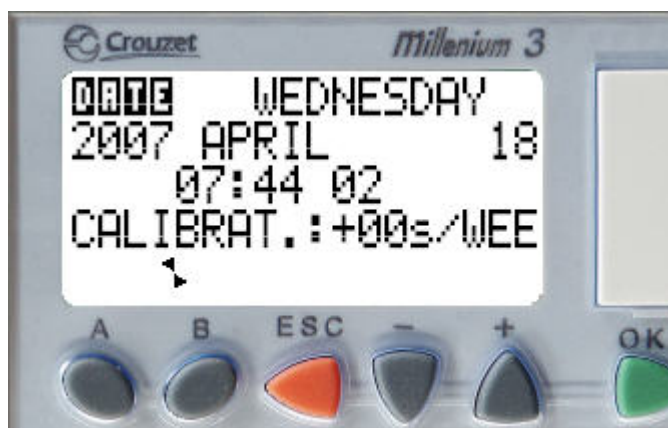 Crouzet Millenium 3
DATE WEDNESDAY
2007 APRIL 18
07:44 02
CALIBRAT.:+00s/WEE
A B ESC - + OK